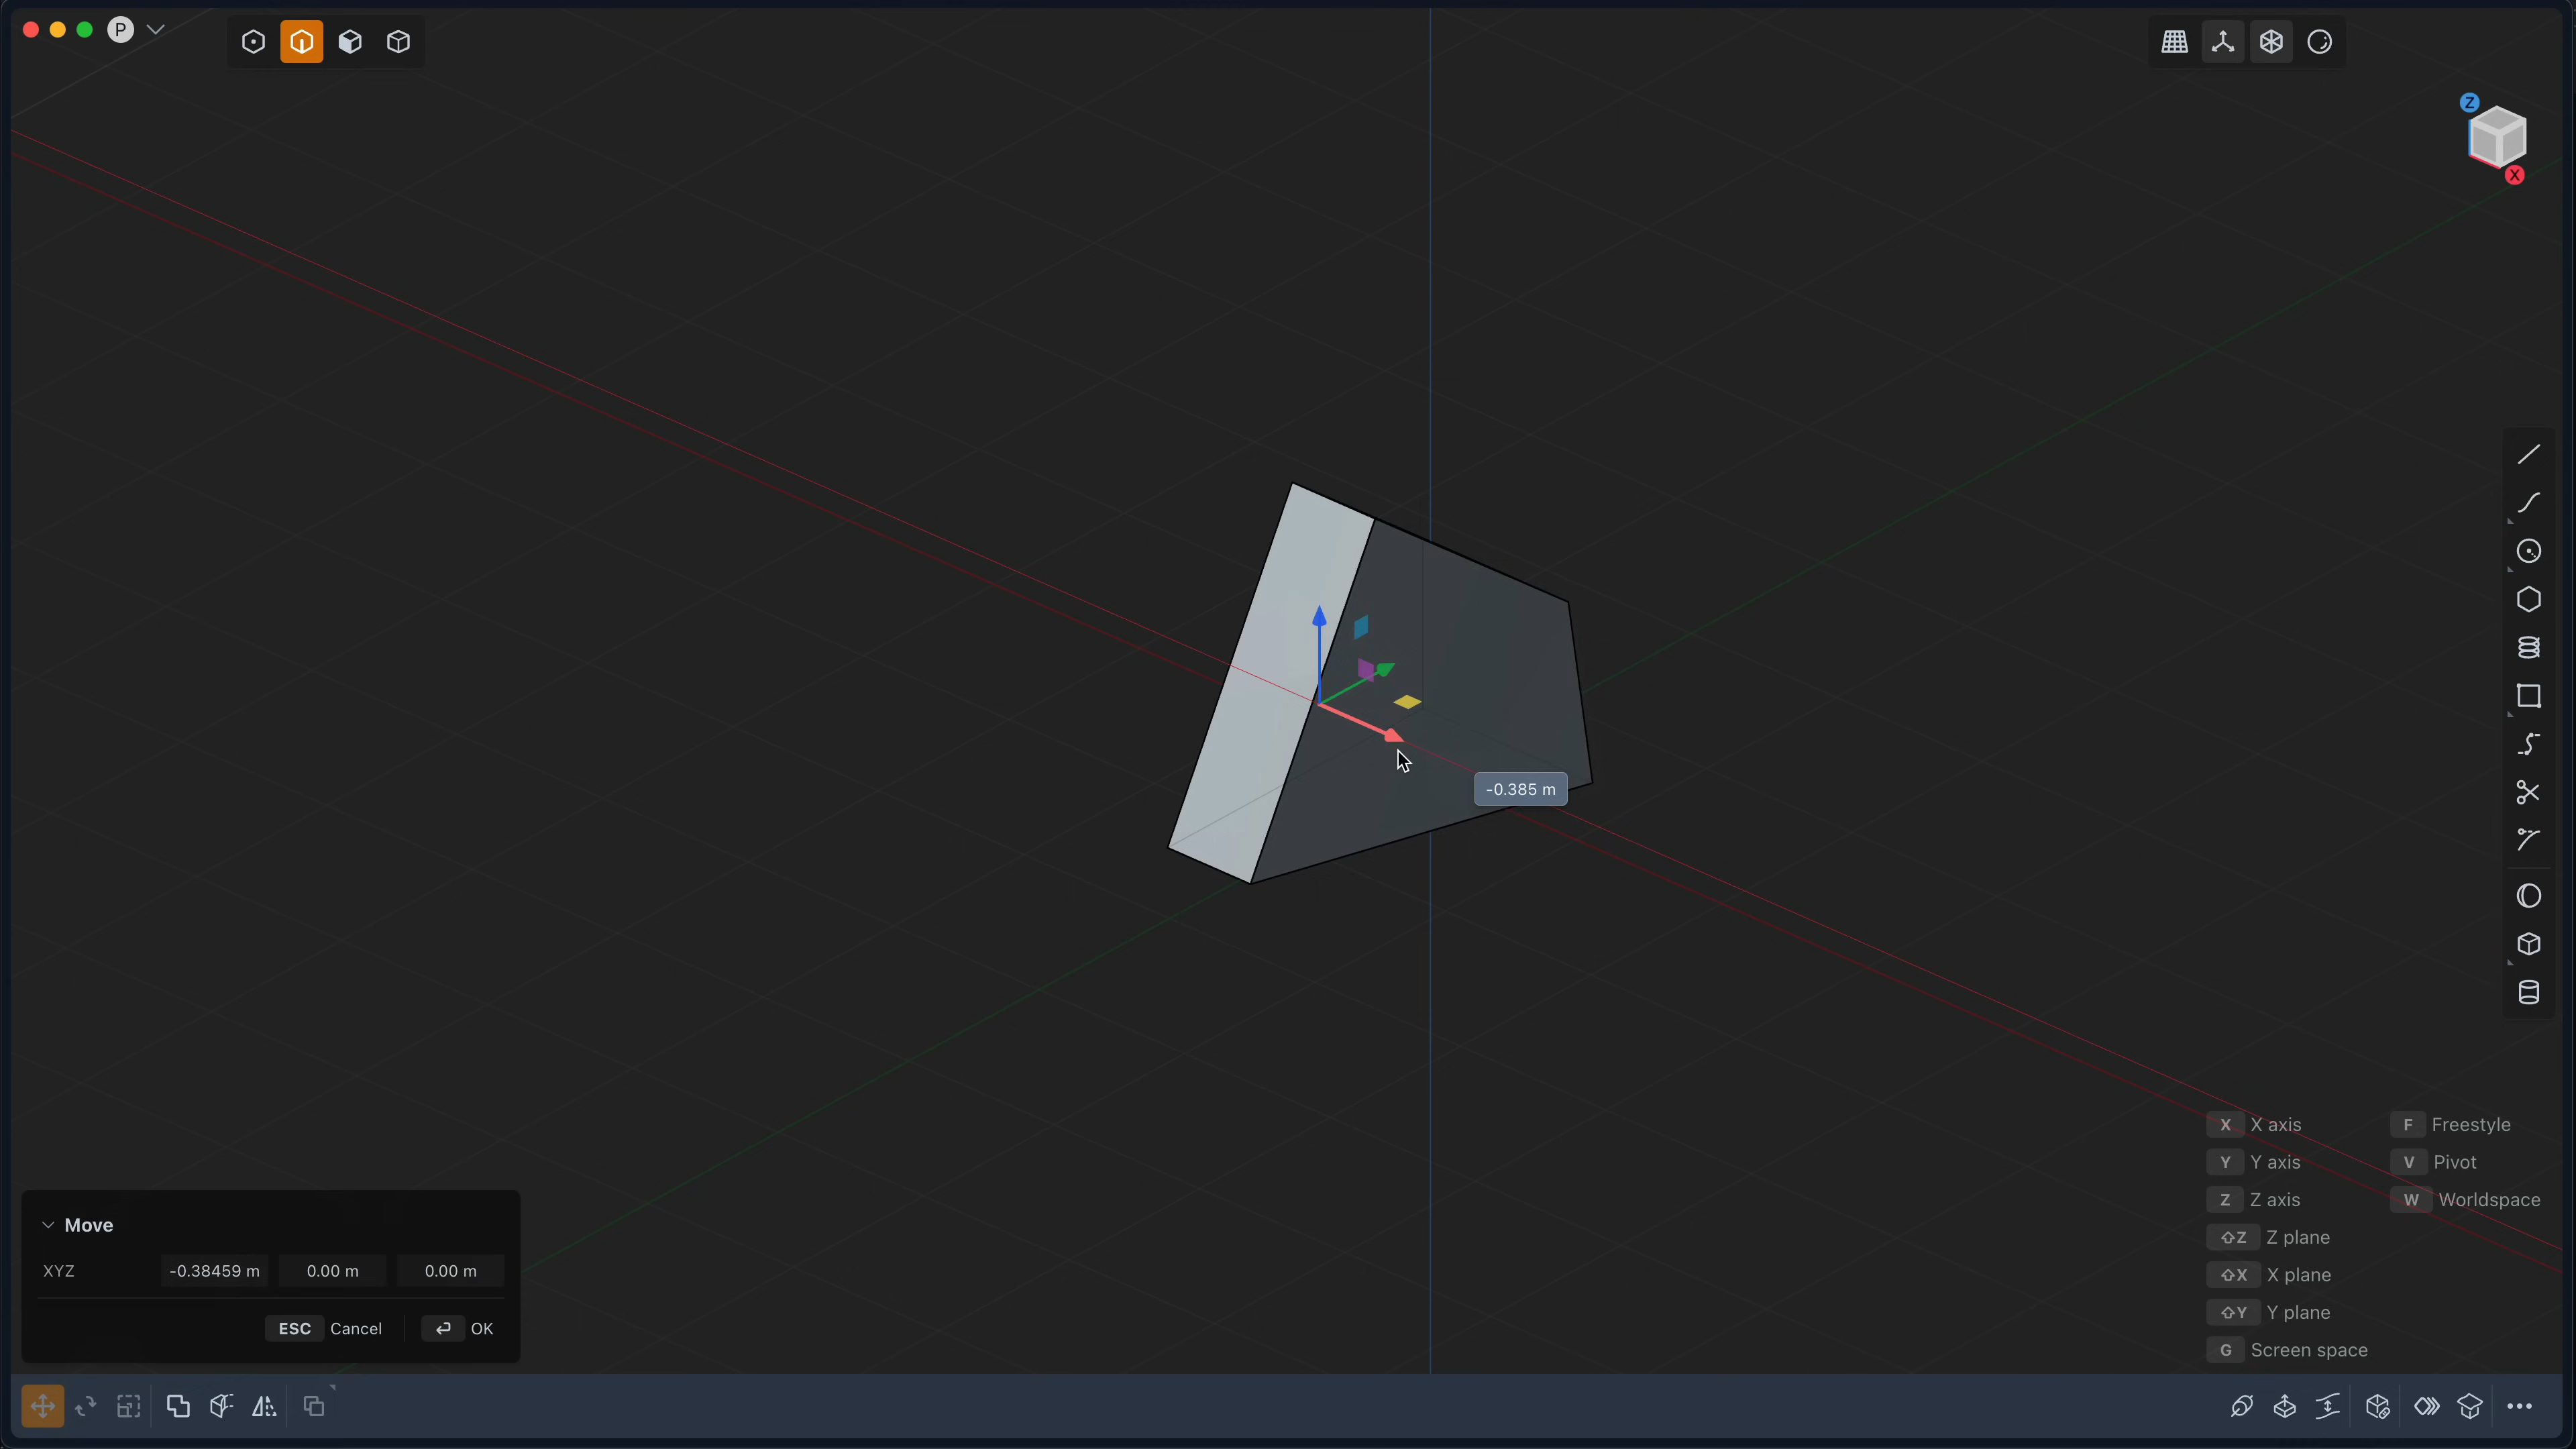 P
Z
X
-0.385 m
X X axis
Y Y axis
Z Z axis
⇧Z Z plane
⇧X X plane
⇧Y Y plane
G Screen space
F Freestyle
V Pivot
W Worldspace
Move
XYZ -0.38459 m 0.00 m 0.00 m
ESC Cancel ↵ OK